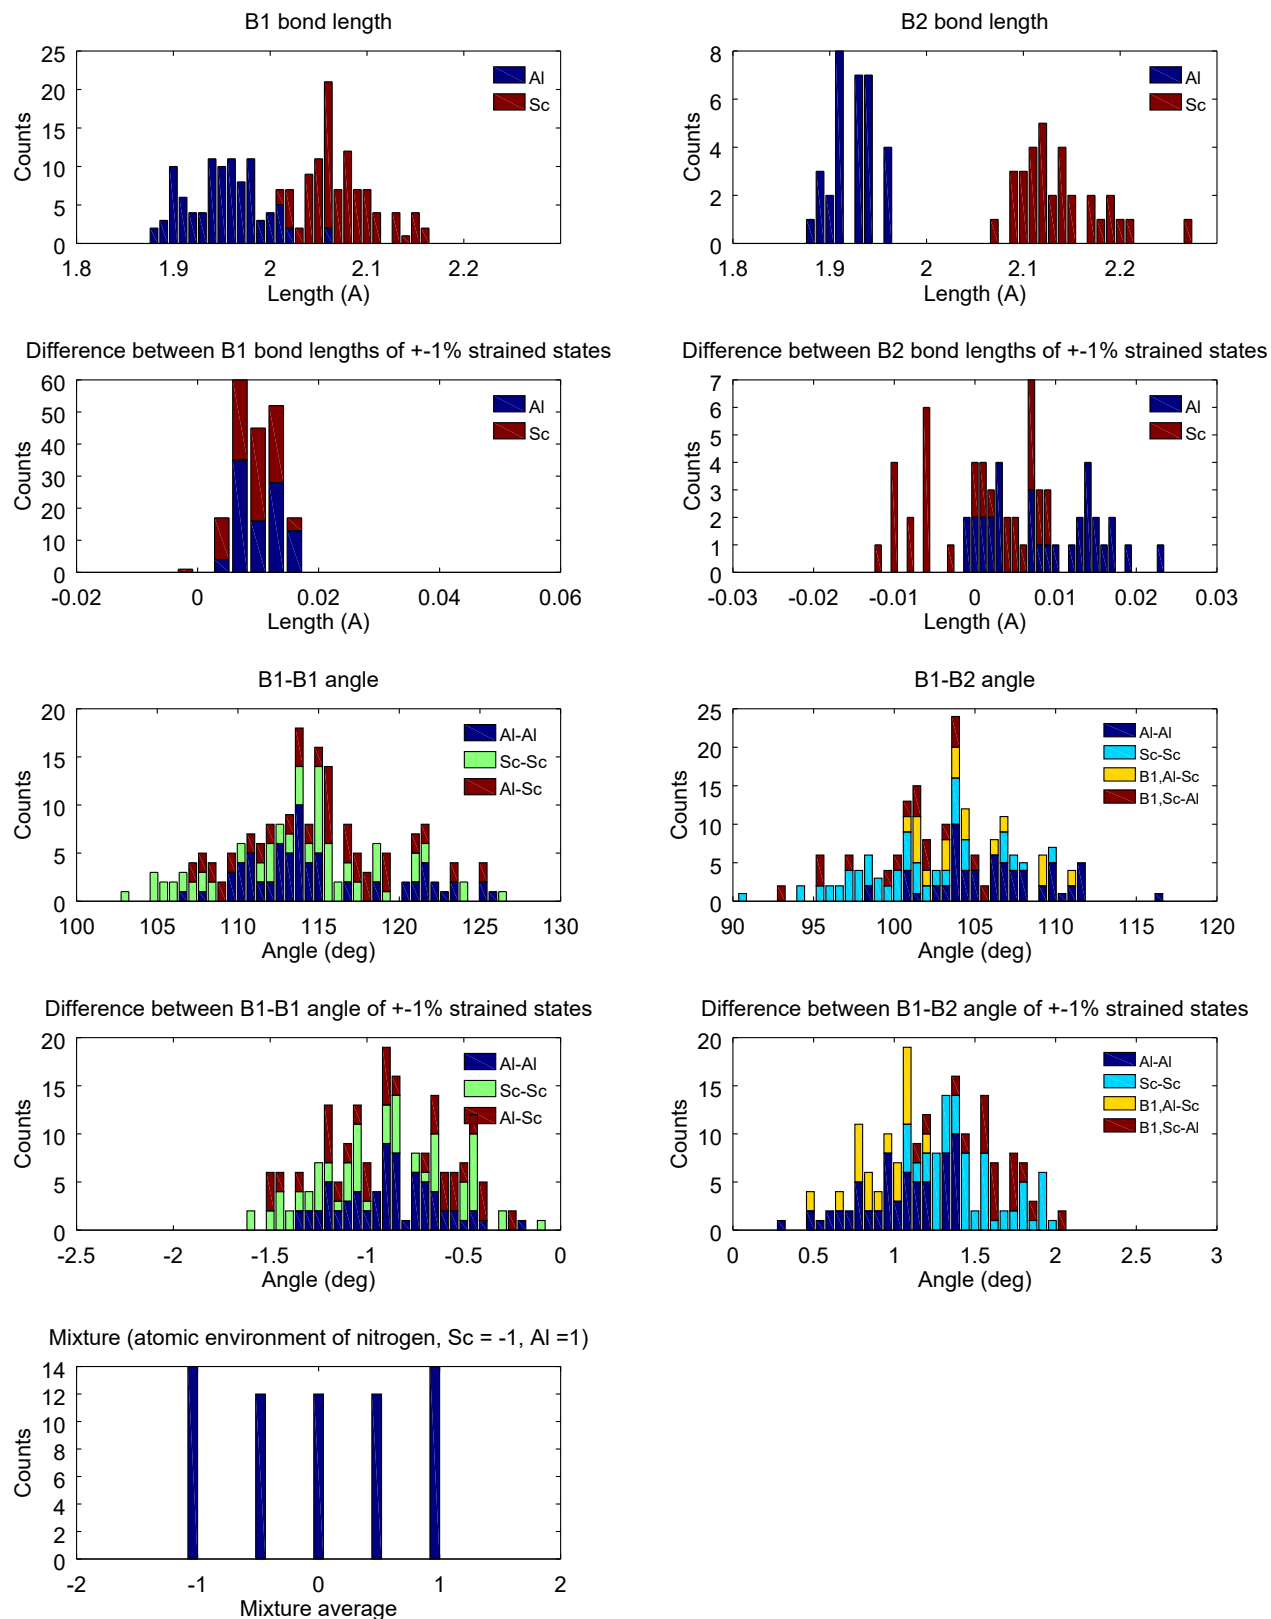 B1 bond length
25
20
15
10
5
0
Counts
1.8 1.9 2 2.1 2.2
Length (A)
Al
Sc
B2 bond length
8
6
4
2
0
Counts
1.8 1.9 2 2.1 2.2
Length (A)
Al
Sc
Difference between B1 bond lengths of +-1% strained states
60
50
40
30
20
10
0
Counts
-0.02 0 0.02 0.04 0.06
Length (A)
Al
Sc
Difference between B2 bond lengths of +-1% strained states
7
6
5
4
3
2
1
0
Counts
-0.03 -0.02 -0.01 0 0.01 0.02 0.03
Length (A)
Al
Sc
B1-B1 angle
20
15
10
5
0
Counts
100 105 110 115 120 125 130
Angle (deg)
Al-Al
Sc-Sc
Al-Sc
B1-B2 angle
25
20
15
10
5
0
Counts
90 95 100 105 110 115 120
Angle (deg)
Al-Al
Sc-Sc
B1,Al-Sc
B1,Sc-Al
Difference between B1-B1 angle of +-1% strained states
20
15
10
5
0
Counts
-2.5 -2 -1.5 -1 -0.5 0
Angle (deg)
Al-Al
Sc-Sc
Al-Sc
Difference between B1-B2 angle of +-1% strained states
20
15
10
5
0
Counts
0 0.5 1 1.5 2 2.5 3
Angle (deg)
Al-Al
Sc-Sc
B1,Al-Sc
B1,Sc-Al
Mixture (atomic environment of nitrogen, Sc = -1, Al =1)
14
12
10
8
6
4
2
0
Counts
-2 -1 0 1 2
Mixture average